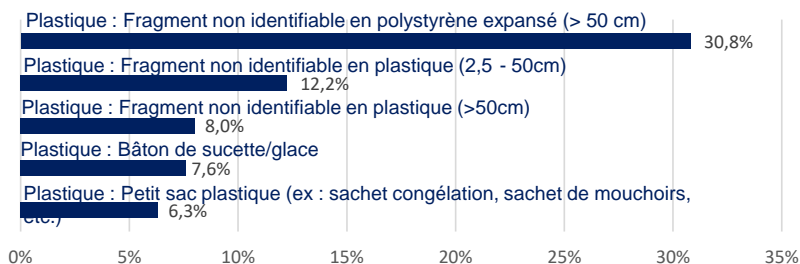 Plastique : Fragment non identifiable en polystyrène expansé (> 50 cm)
30,8%
Plastique : Fragment non identifiable en plastique (2,5 - 50cm)
12,2%
Plastique : Fragment non identifiable en plastique (>50cm)
8,0%
Plastique : Bâton de sucette/glace
7,6%
Plastique : Petit sac plastique (ex : sachet congélation, sachet de mouchoirs,
etc.)
6,3%
0% 5% 10% 15% 20% 25% 30% 35%